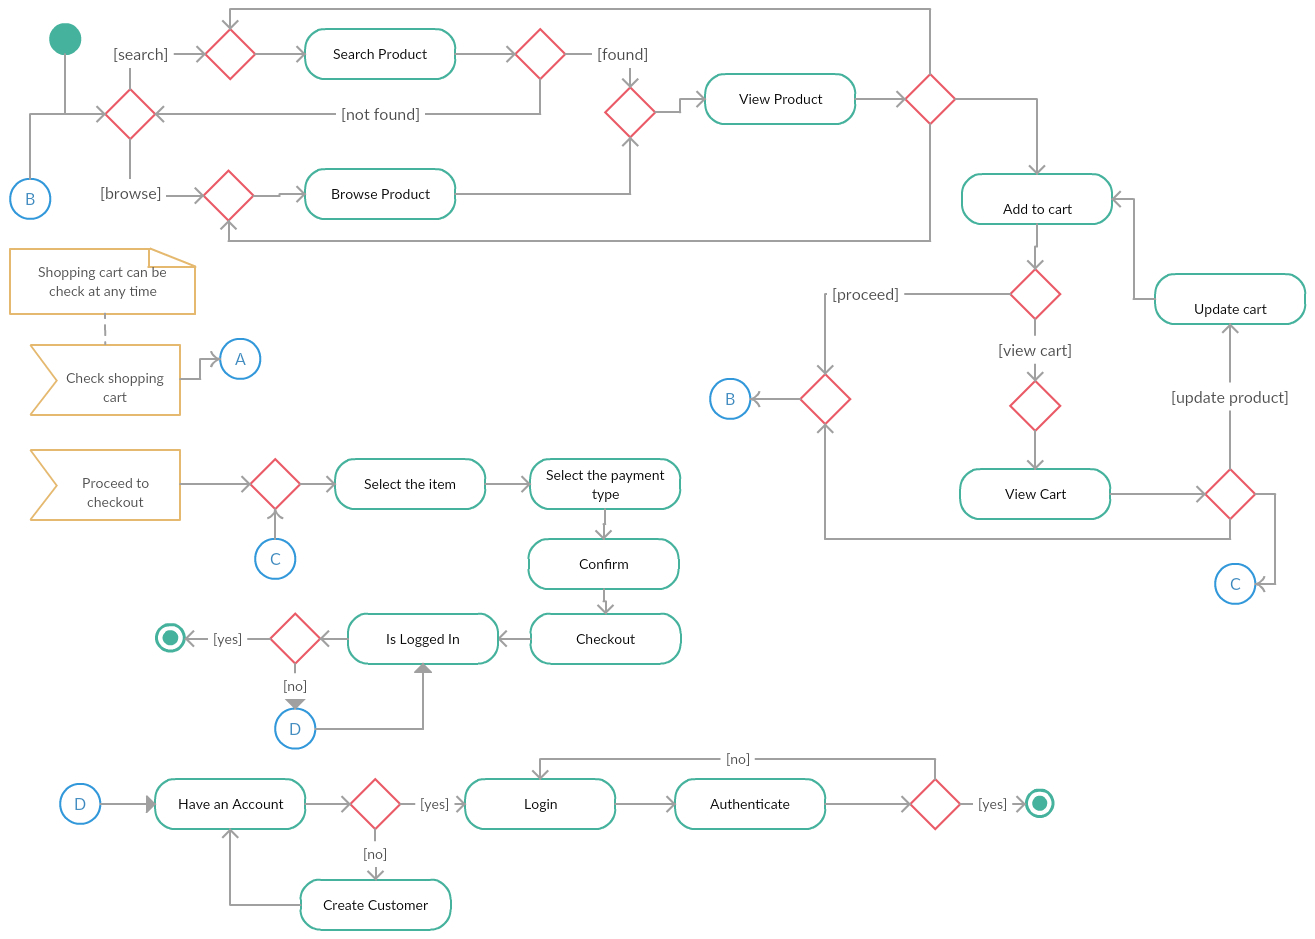 [search]
Search Product
[found]
View Product
[not found]
[browse]
Browse Product
B
Add to cart
Shopping cart can be
check at any time
[proceed]
Update cart
[view cart]
Check shopping
cart
A
B
[update product]
Proceed to
checkout
Select the item
Select the payment
type
View Cart
C
Confirm
C
[yes]
Is Logged In
Checkout
[no]
D
[no]
D
Have an Account
[yes]
Login
Authenticate
[yes]
[no]
Create Customer